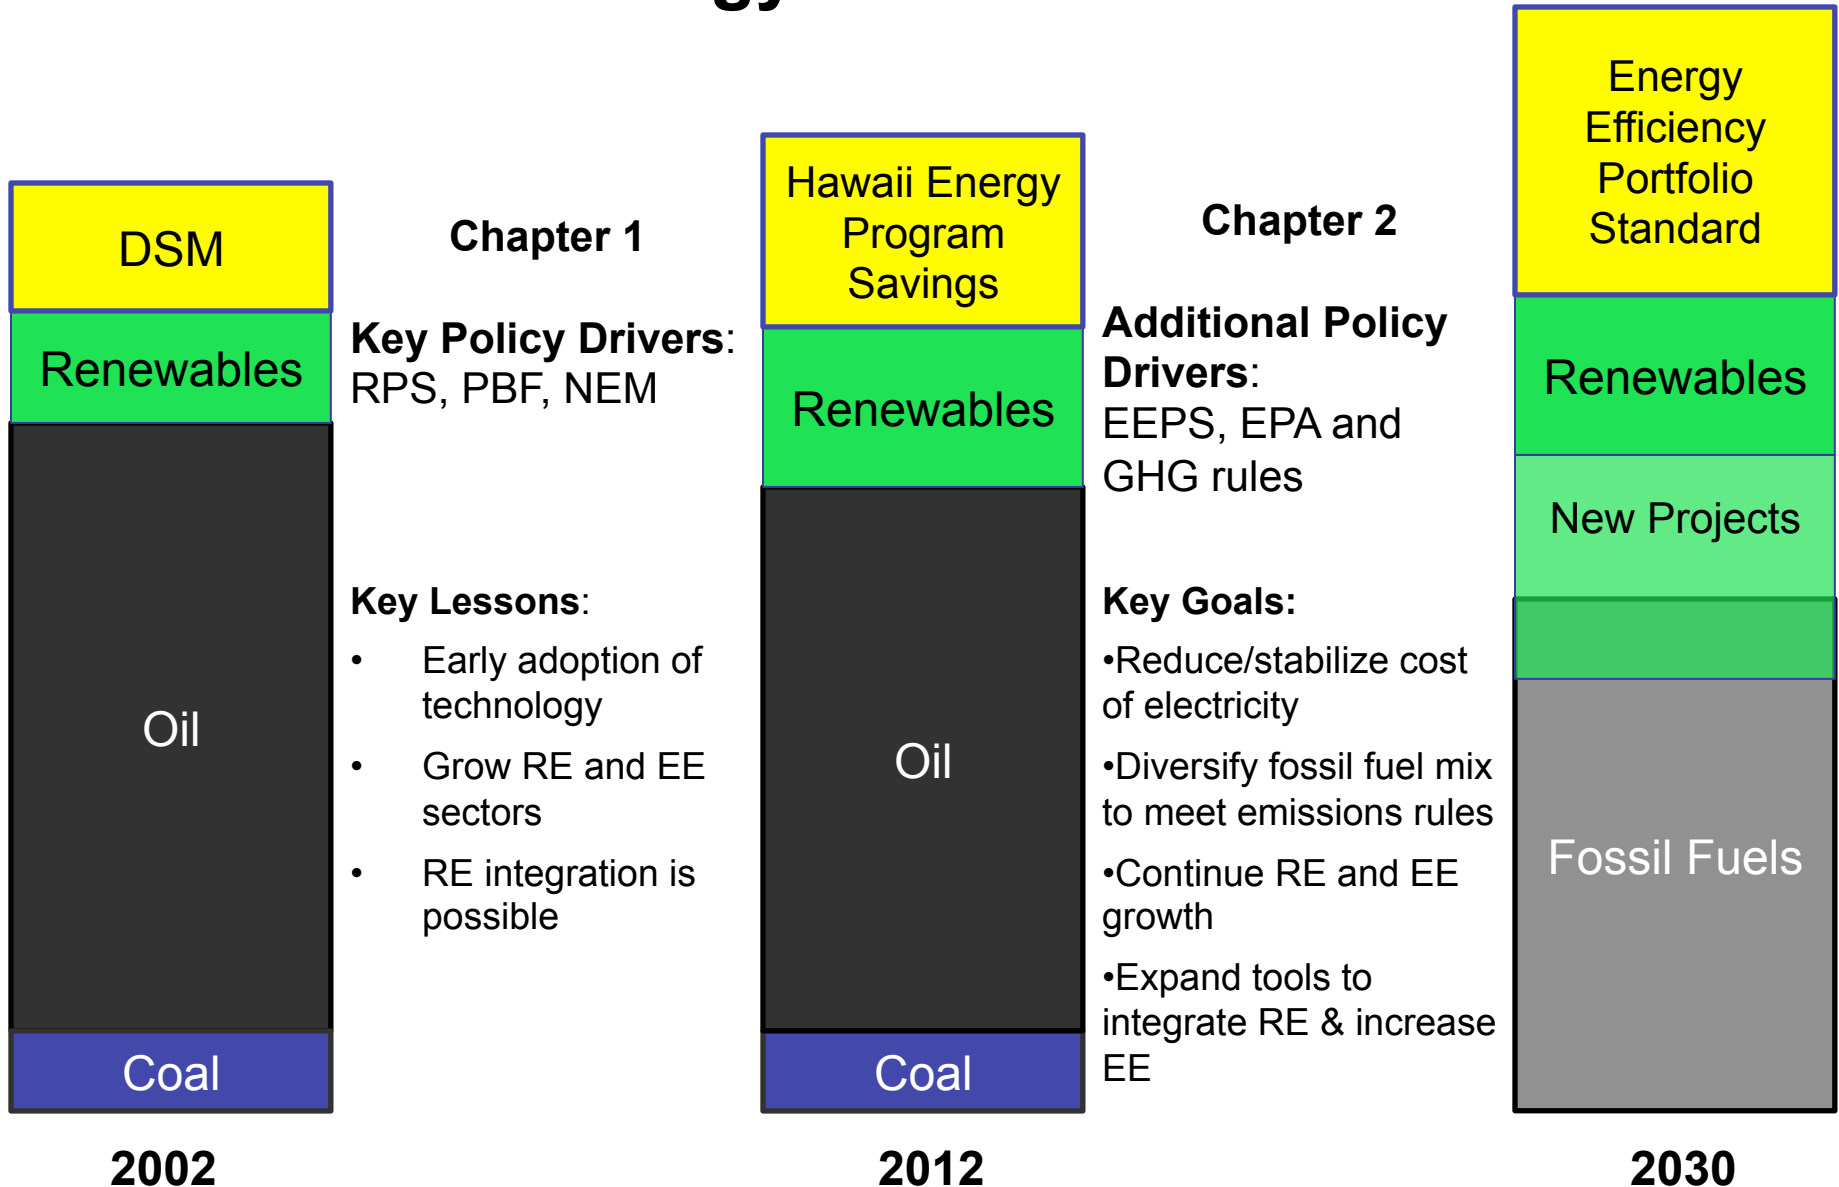 DSM
Renewables
Oil
Coal
2002
Chapter 1
Key Policy Drivers:
RPS, PBF, NEM
Key Lessons:
• Early adoption of
technology
• Grow RE and EE
sectors
• RE integration is
possible
Hawaii Energy
Program
Savings
Renewables
Oil
Coal
2012
Chapter 2
Additional Policy
Drivers:
EEPS, EPA and
GHG rules
Key Goals:
•Reduce/stabilize cost
of electricity
•Diversify fossil fuel mix
to meet emissions rules
•Continue RE and EE
growth
•Expand tools to
integrate RE & increase
EE
Energy
Efficiency
Portfolio
Standard
Renewables
New Projects
Fossil Fuels
2030